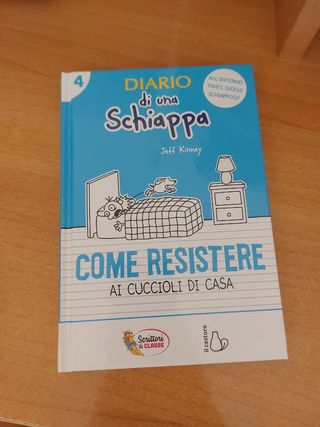 4
DIARIO
di una
Schiappa
Jeff Kinney
ALL'INTERNO
TANTI GIOCHI
SCHIAPPOSI!
COME RESISTERE
AI CUCCIOLI DI CASA
Scrittori
di CLASSE
il castoro